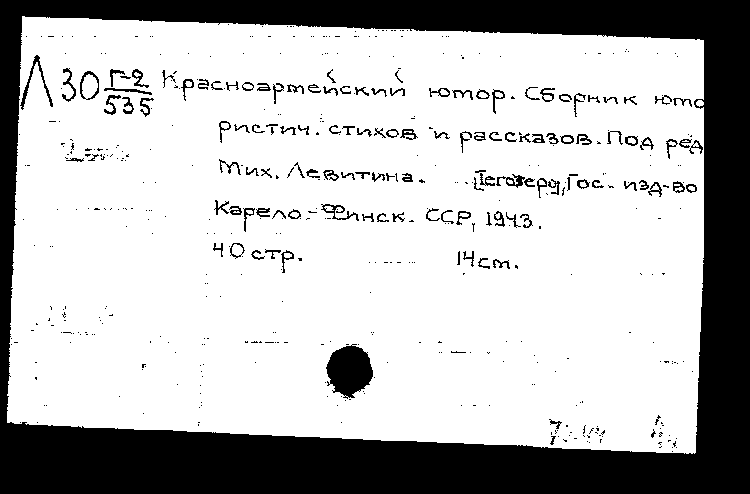 Л30 Г-2/535 Красноармейский юмор. Сборник юмо
ристич. стихов и рассказов. Под ред
Мих. Левитина. Гос. изд-во
Карело-Финск. ССР, 1943.
40 стр. 14 см.